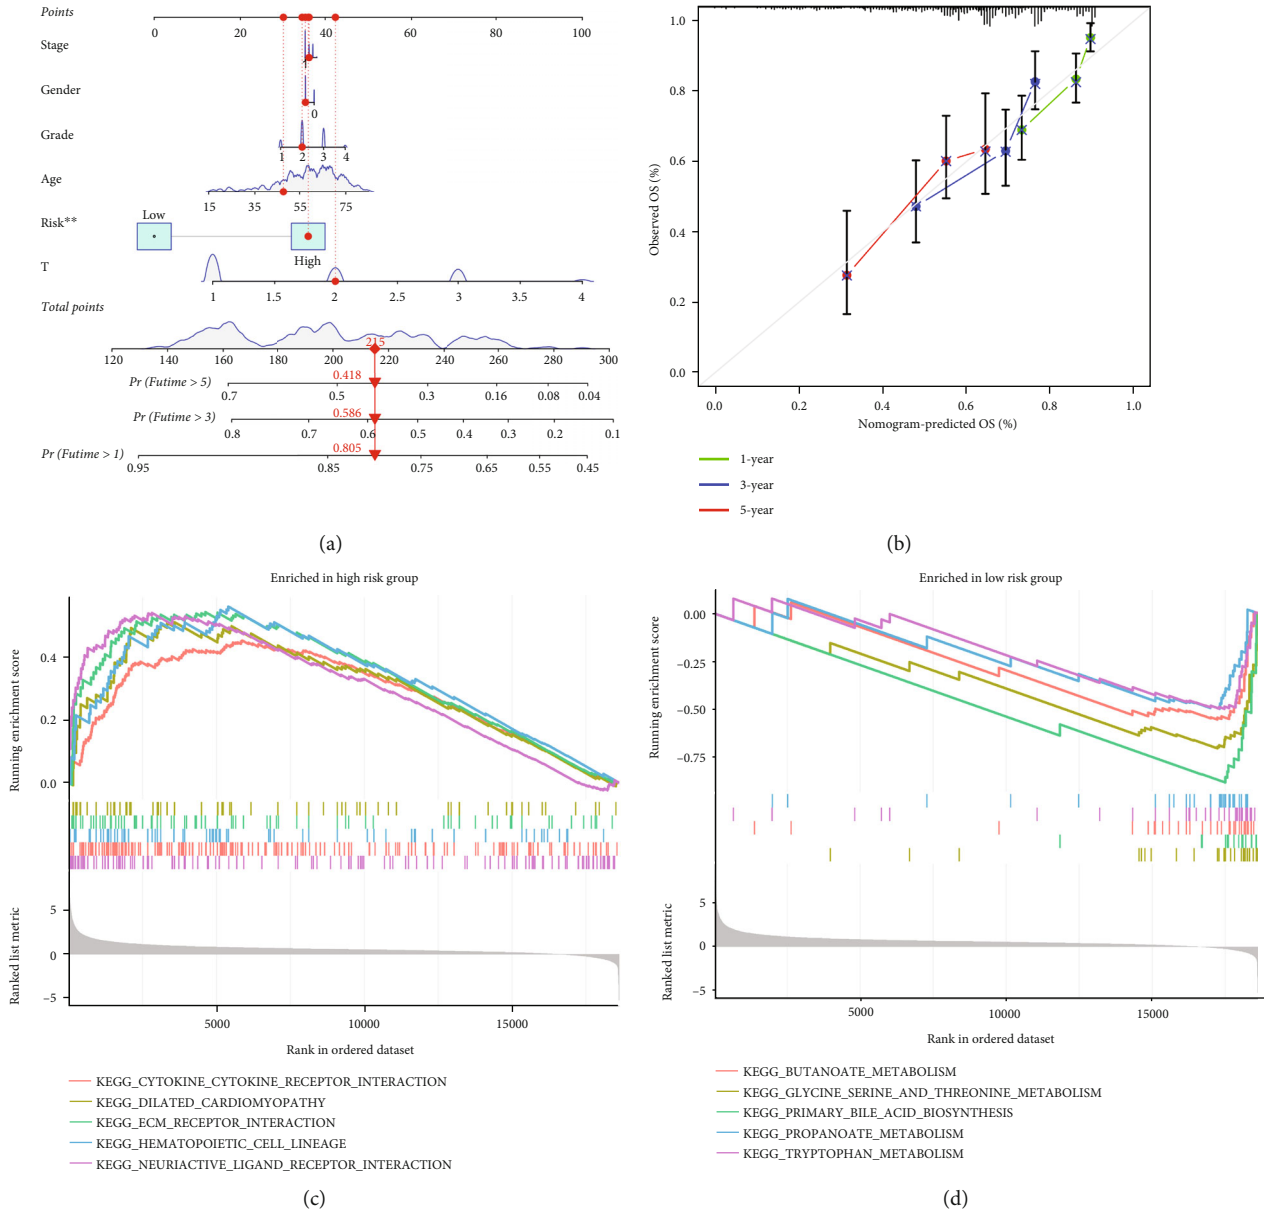 Points
0 20 40 60 80 100
Stage
Gender
0
Grade
1 2 3 4
Age
15 35 55 75
Low
Risk**
High
T
1 1.5 2 2.5 3 3.5 4
Total points
215
120 140 160 180 200 220 240 260 280 300
0.418
Pr (Futime > 5)
0.7 0.5 0.3 0.16 0.08 0.04
0.586
Pr (Futime > 3)
0.8 0.7 0.6 0.5 0.4 0.3 0.2 0.1
0.805
Pr (Futime > 1)
0.95 0.85 0.75 0.65 0.55 0.45
(a)
1.0
0.8
0.6
0.4
0.2
0.0
Observed OS (%)
0.0 0.2 0.4 0.6 0.8 1.0
Nomogram-predicted OS (%)
1-year
3-year
5-year
(b)
Enriched in high risk group
Running enrichment score
0.4
0.2
0.0
Ranked list metric
5
0
–5
5000 10000 15000
Rank in ordered dataset
KEGG_CYTOKINE_CYTOKINE_RECEPTOR_INTERACTION
KEGG_DILATED_CARDIOMYOPATHY
KEGG_ECM_RECEPTOR_INTERACTION
KEGG_HEMATOPOIETIC_CELL_LINEAGE
KEGG_NEURIACTIVE_LIGAND_RECEPTOR_INTERACTION
(c)
Enriched in low risk group
Running enrichment score
0.00
–0.25
–0.50
–0.75
Ranked list metric
5
0
–5
5000 10000 15000
Rank in ordered dataset
KEGG_BUTANOATE_METABOLISM
KEGG_GLYCINE_SERINE_AND_THREONINE_METABOLISM
KEGG_PRIMARY_BILE_ACID_BIOSYNTHESIS
KEGG_PROPANOATE_METABOLISM
KEGG_TRYPTOPHAN_METABOLISM
(d)